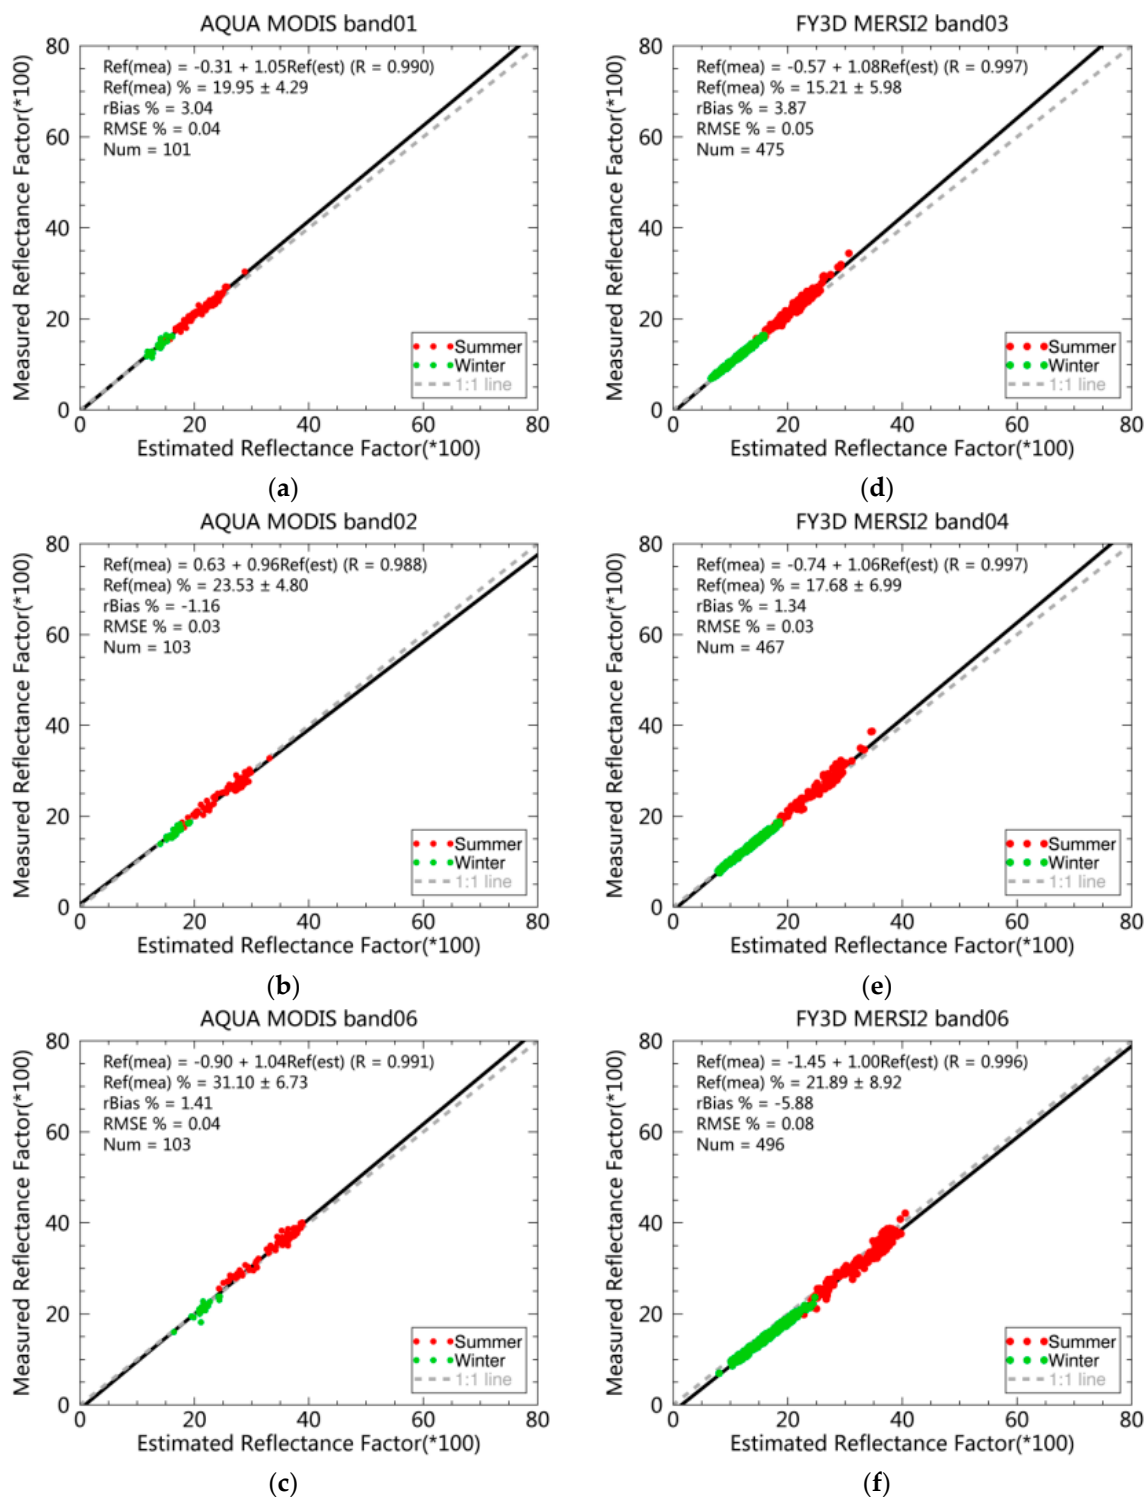 AQUA MODIS band01
Ref(mea) = -0.31 + 1.05Ref(est) (R = 0.990)
Ref(mea) % = 19.95 ± 4.29
rBias % = 3.04
RMSE % = 0.04
Num = 101
Measured Reflectance Factor(*100)
80
60
40
20
0
Summer
Winter
1:1 line
0 20 40 60 80
Estimated Reflectance Factor(*100)
(a)
FY3D MERSI2 band03
Ref(mea) = -0.57 + 1.08Ref(est) (R = 0.997)
Ref(mea) % = 15.21 ± 5.98
rBias % = 3.87
RMSE % = 0.05
Num = 475
Measured Reflectance Factor(*100)
80
60
40
20
0
Summer
Winter
1:1 line
0 20 40 60 80
Estimated Reflectance Factor(*100)
(d)
AQUA MODIS band02
Ref(mea) = 0.63 + 0.96Ref(est) (R = 0.988)
Ref(mea) % = 23.53 ± 4.80
rBias % = -1.16
RMSE % = 0.03
Num = 103
Measured Reflectance Factor(*100)
80
60
40
20
0
Summer
Winter
1:1 line
0 20 40 60 80
Estimated Reflectance Factor(*100)
(b)
FY3D MERSI2 band04
Ref(mea) = -0.74 + 1.06Ref(est) (R = 0.997)
Ref(mea) % = 17.68 ± 6.99
rBias % = 1.34
RMSE % = 0.03
Num = 467
Measured Reflectance Factor(*100)
80
60
40
20
0
Summer
Winter
1:1 line
0 20 40 60 80
Estimated Reflectance Factor(*100)
(e)
AQUA MODIS band06
Ref(mea) = -0.90 + 1.04Ref(est) (R = 0.991)
Ref(mea) % = 31.10 ± 6.73
rBias % = 1.41
RMSE % = 0.04
Num = 103
Measured Reflectance Factor(*100)
80
60
40
20
0
Summer
Winter
1:1 line
0 20 40 60 80
Estimated Reflectance Factor(*100)
(c)
FY3D MERSI2 band06
Ref(mea) = -1.45 + 1.00Ref(est) (R = 0.996)
Ref(mea) % = 21.89 ± 8.92
rBias % = -5.88
RMSE % = 0.08
Num = 496
Measured Reflectance Factor(*100)
80
60
40
20
0
Summer
Winter
1:1 line
0 20 40 60 80
Estimated Reflectance Factor(*100)
(f)